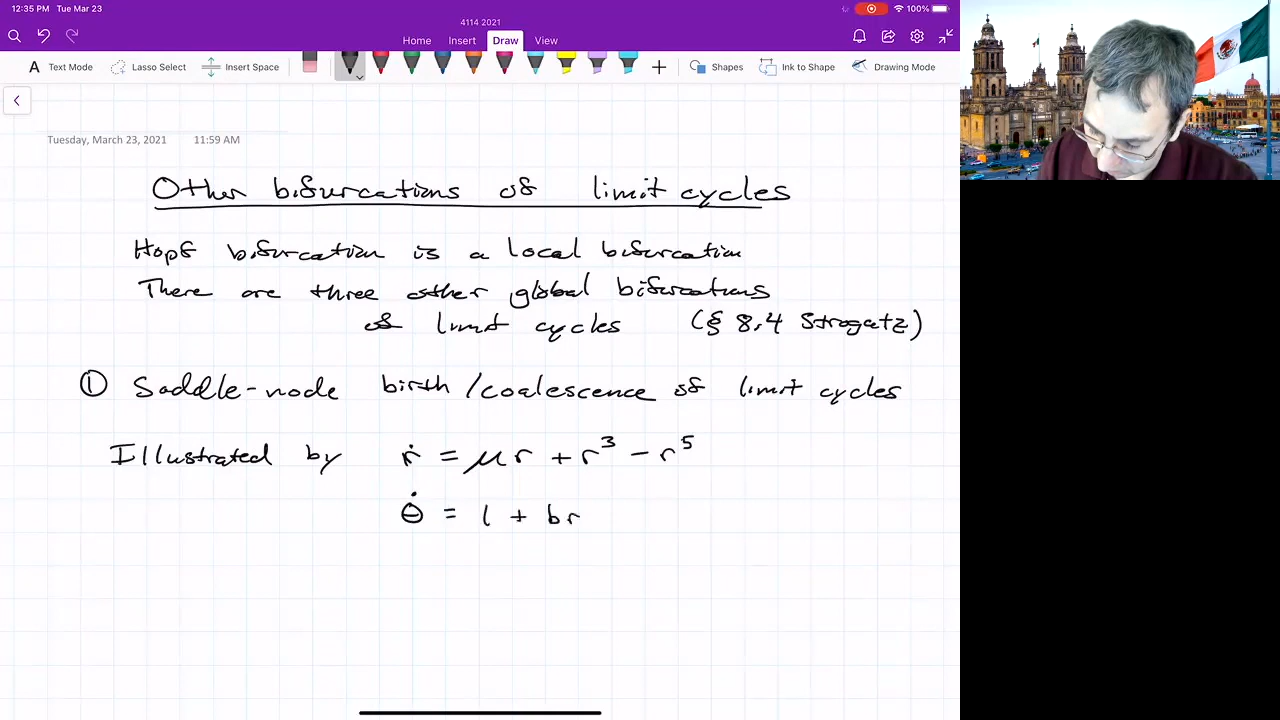 12:35 PM Tue Mar 23
100%
4114 2021
Home Insert Draw View
Text Mode Lasso Select Insert Space Shapes Ink to Shape Drawing Mode
Tuesday, March 23, 2021 11:59 AM
Other bifurcations of limit cycles
Hopf bifurcation is a local bifurcation
There are three other global bifurcations
of limit cycles (§ 8.4 Strogatz)
① Saddle-node birth/coalescence of limit cycles
Illustrated by ṙ = μr + r³ − r⁵
θ̇ = 1 + br